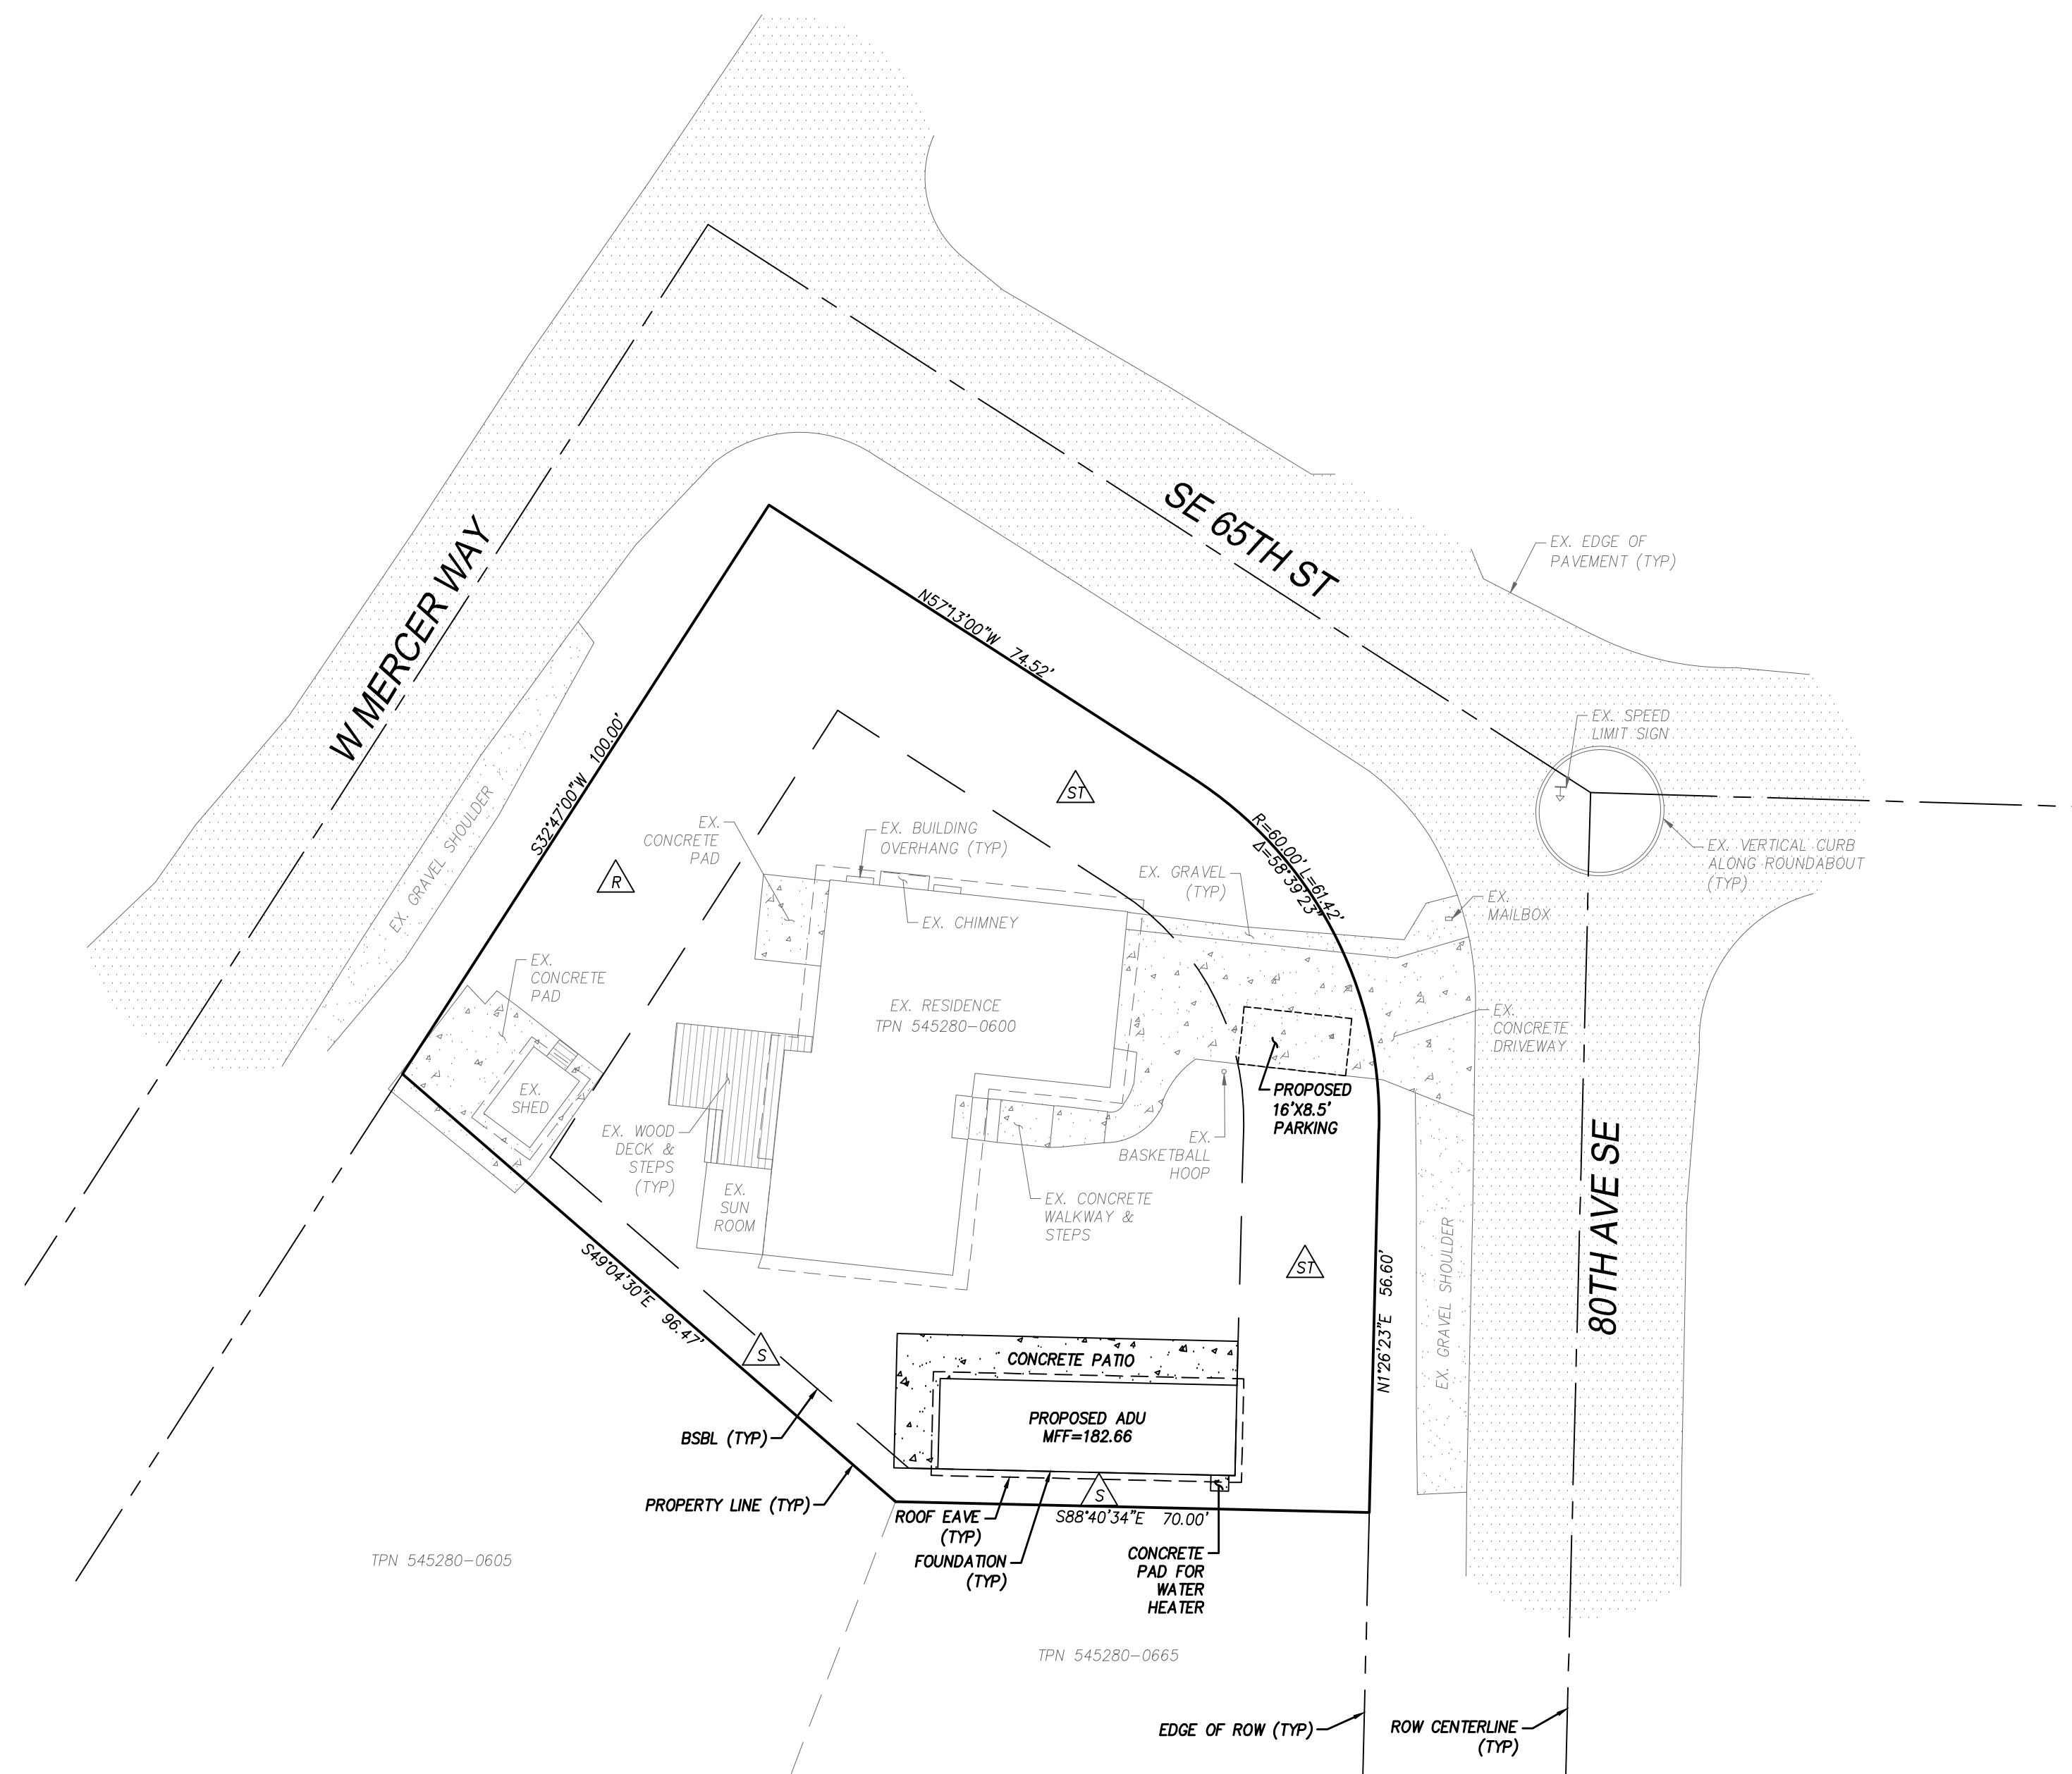 SE 65TH ST
W MERCER WAY
EX. EDGE OF
PAVEMENT (TYP)
N57°13'00"W 74.52'
EX. SPEED
LIMIT SIGN
S32°47'00"W 100.00'
EX. GRAVEL SHOULDER
ST
EX.
CONCRETE
PAD
EX. BUILDING
OVERHANG (TYP)
R=60.00' L=61.42'
Δ=58°39'23"
EX. VERTICAL CURB
ALONG ROUNDABOUT
(TYP)
R
EX. GRAVEL
(TYP)
EX.
MAILBOX
EX. CHIMNEY
EX.
CONCRETE
PAD
EX. RESIDENCE
TPN 545280-0600
EX.
CONCRETE
DRIVEWAY
EX.
SHED
PROPOSED
16'X8.5'
PARKING
EX. WOOD
DECK &
STEPS
(TYP)
EX.
BASKETBALL
HOOP
EX.
SUN
ROOM
EX. CONCRETE
WALKWAY &
STEPS
80TH AVE SE
S49°04'30"E 96.47'
ST
N1°26'23"E 56.60'
EX. GRAVEL SHOULDER
S
CONCRETE PATIO
PROPOSED ADU
MFF=182.66
BSBL (TYP)
S
PROPERTY LINE (TYP)
ROOF EAVE
(TYP)
S88°40'34"E 70.00'
FOUNDATION
(TYP)
CONCRETE
PAD FOR
WATER
HEATER
TPN 545280-0605
TPN 545280-0665
EDGE OF ROW (TYP)
ROW CENTERLINE
(TYP)